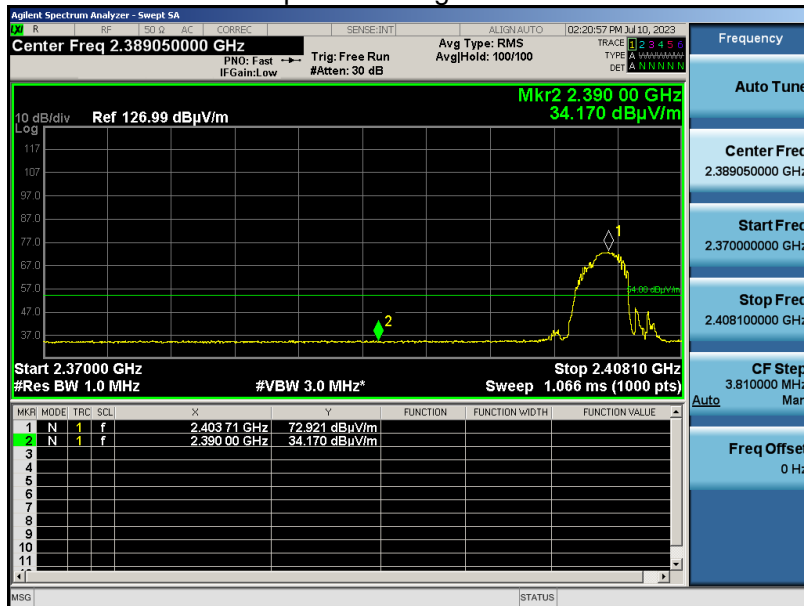 Agilent Spectrum Analyzer - Swept SA
LXI R RF 50 Ω AC CORREC SENSE:INT ALIGN AUTO 02:20:57 PM Jul 10, 2023
Center Freq 2.389050000 GHz
PNO: Fast
IFGain:Low
Trig: Free Run
#Atten: 30 dB
Avg Type: RMS
Avg|Hold: 100/100
TRACE 1 2 3 4 5 6
TYPE A
DET A N N N N N
Mkr2 2.390 00 GHz
34.170 dBµV/m
10 dB/div Ref 126.99 dBµV/m
Log
117
107
97.0
87.0
77.0
67.0
57.0
47.0
37.0
1
2
54.00 dBµV/m
Start 2.37000 GHz Stop 2.40810 GHz
#Res BW 1.0 MHz #VBW 3.0 MHz* Sweep 1.066 ms (1000 pts)
MKR MODE TRC SCL X Y FUNCTION FUNCTION WIDTH FUNCTION VALUE
1 N 1 f 2.403 71 GHz 72.921 dBµV/m
2 N 1 f 2.390 00 GHz 34.170 dBµV/m
3
4
5
6
7
8
9
10
11
MSG STATUS
Frequency
Auto Tune
Center Freq
2.389050000 GHz
Start Freq
2.370000000 GHz
Stop Freq
2.408100000 GHz
CF Step
3.810000 MHz
Auto Man
Freq Offset
0 Hz